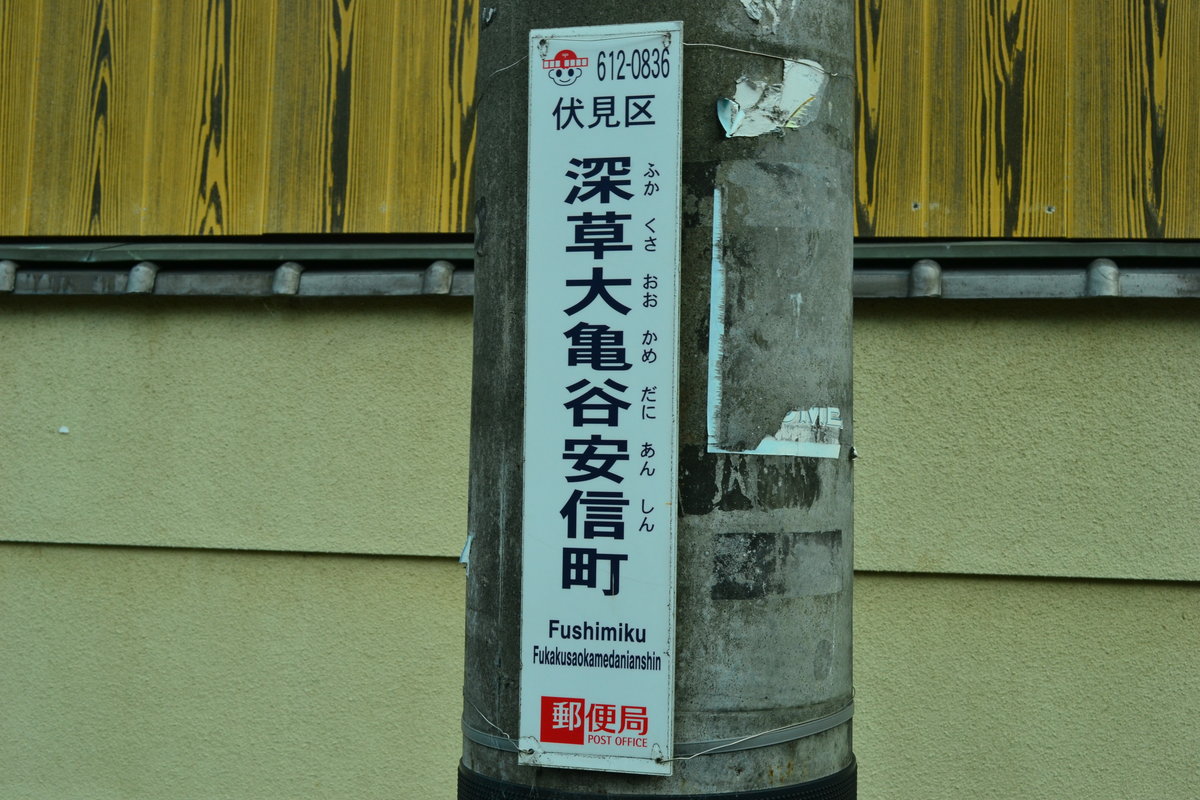 612-0836
伏見区
深草大亀谷安信町
ふか くさ おお かめ だに あん しん
Fushimiku
Fukakusaokamedanianshin
郵便局
POST OFFICE